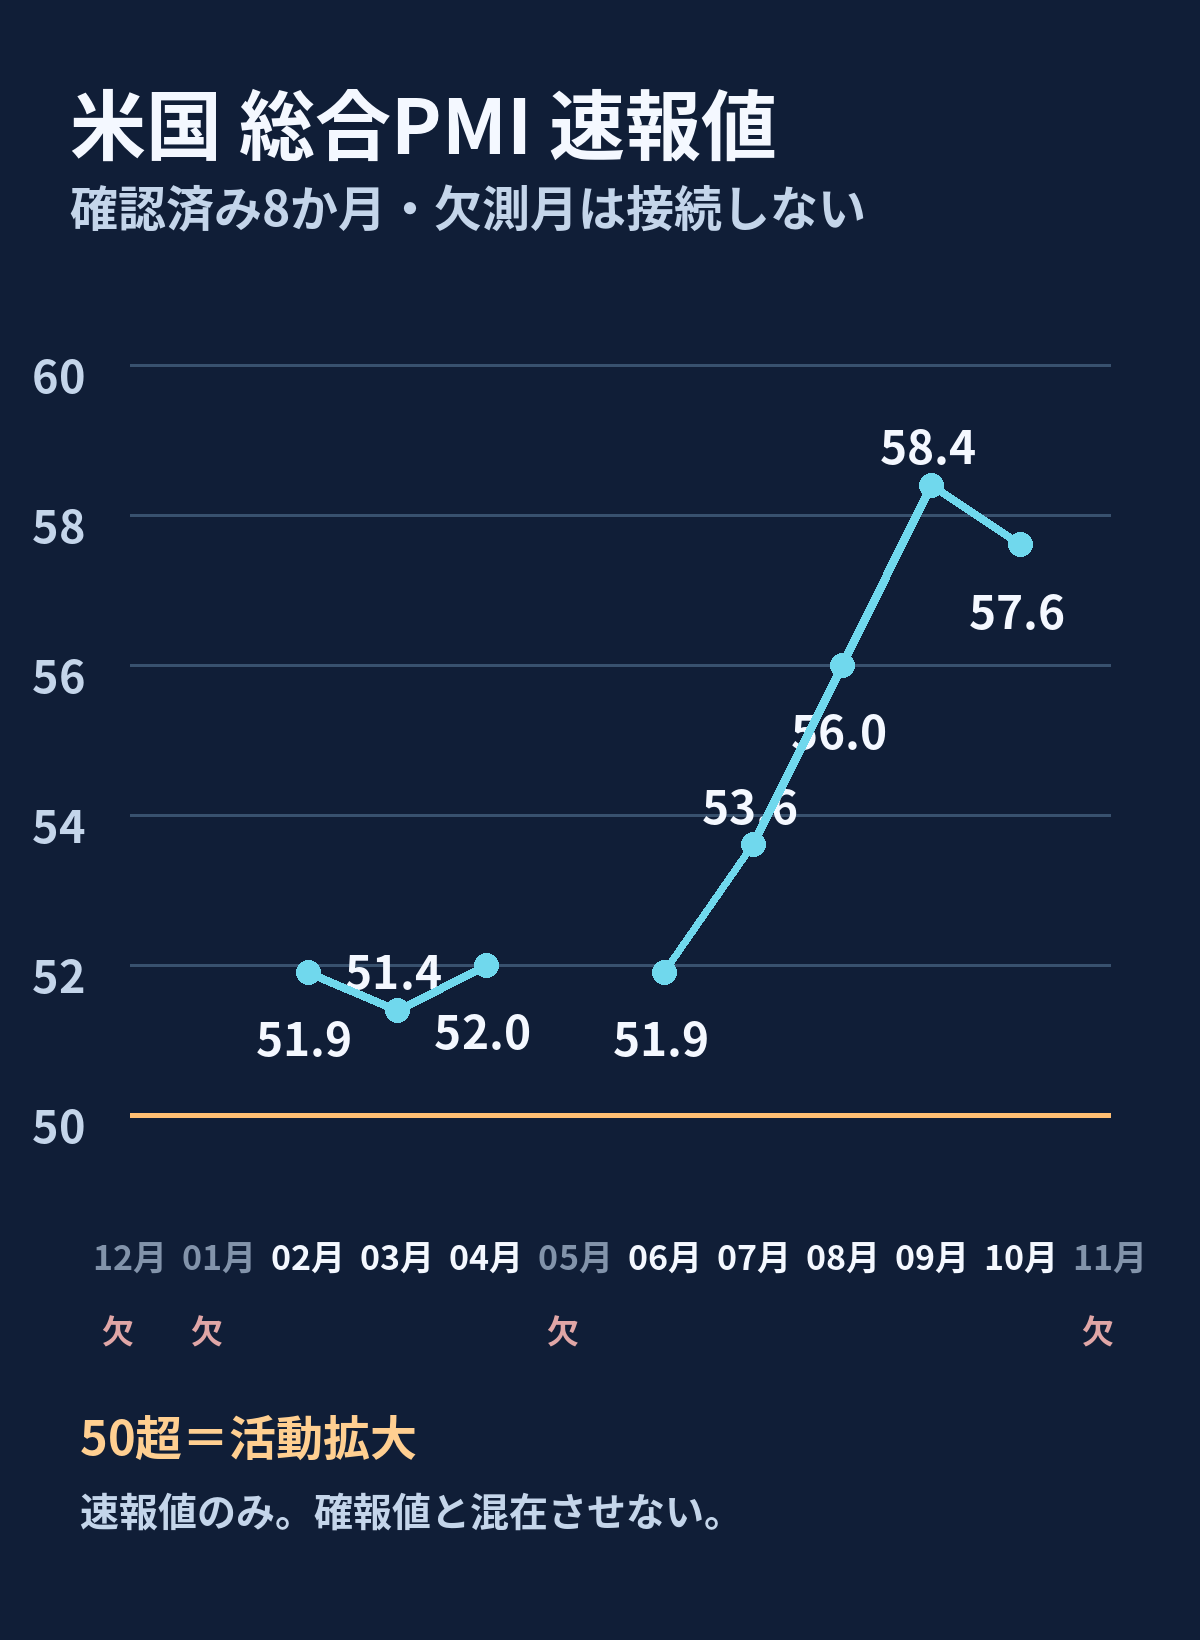 米国 総合PMI 速報値
確認済み8か月・欠測月は接続しない
60
58.4
58
57.6
56
56.0
53.6
54
51.4
52
52.0
51.9 51.9
50
12月 01月 02月 03月 04月 05月 06月 07月 08月 09月 10月 11月
欠 欠 欠 欠
50超＝活動拡大
速報値のみ。確報値と混在させない。